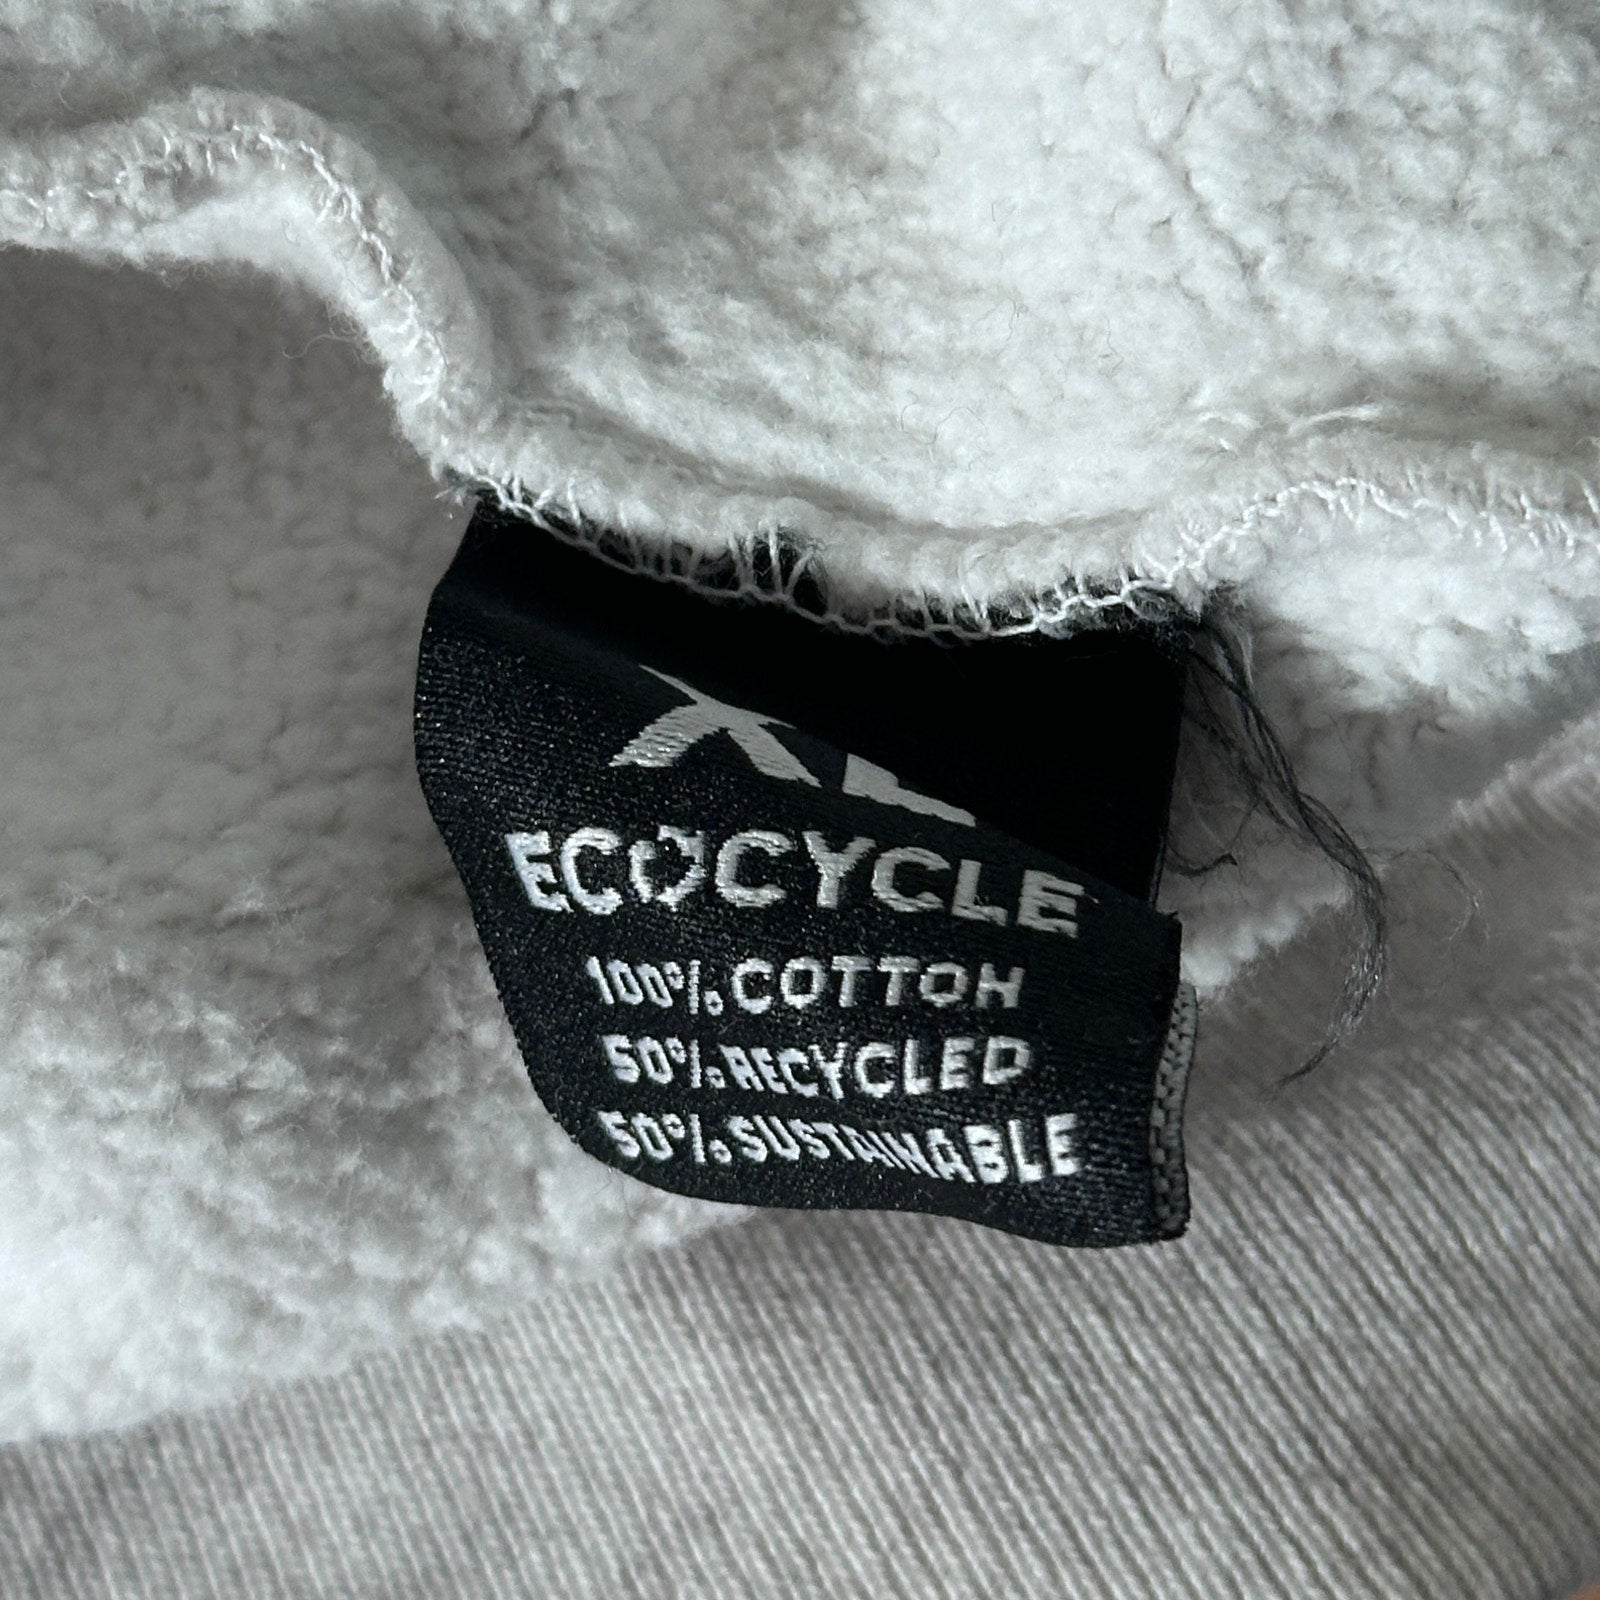 XL
ECOCYCLE
100% COTTON
50% RECYCLED
50% SUSTAINABLE